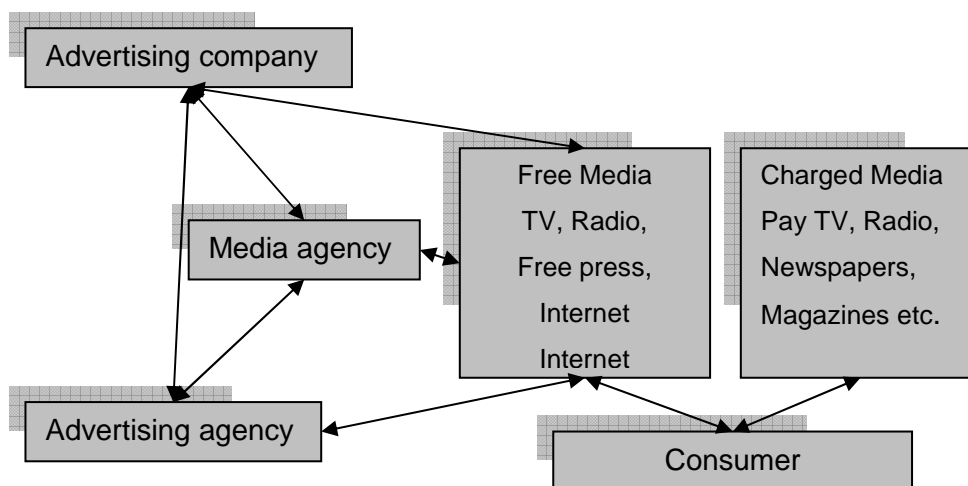 Advertising company
Free Media
TV, Radio,
Free press,
Internet
Internet
Charged Media
Pay TV, Radio,
Newspapers,
Magazines etc.
Media agency
Advertising agency
Consumer